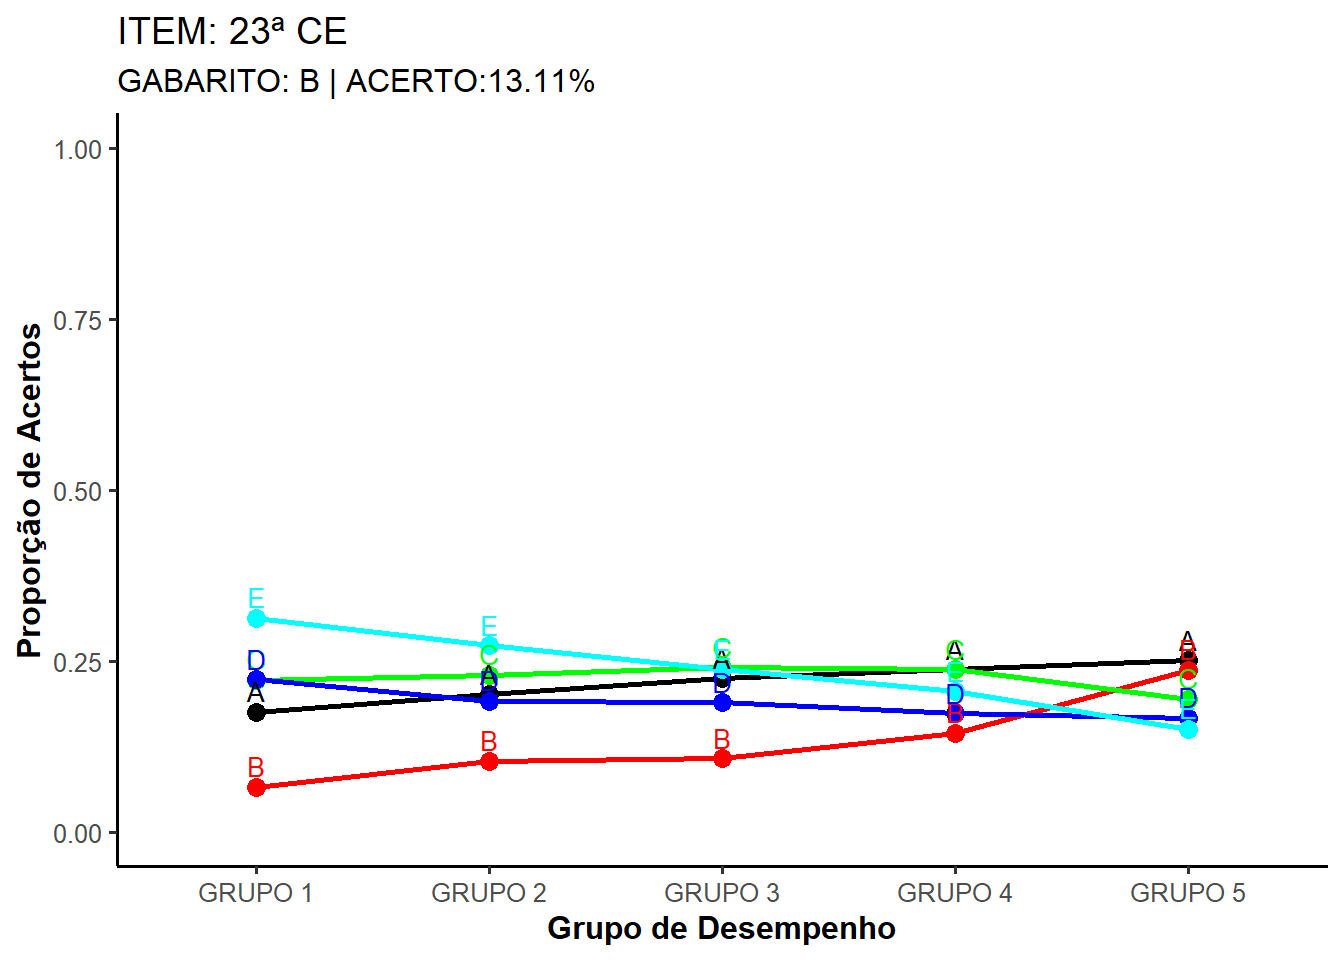 ITEM: 23ª CE
GABARITO: B | ACERTO:13.11%
1.00
0.75
0.50
0.25
0.00
Proporção de Acertos
E
D
A
B
E
C
A
D
B
C
E
A
D
B
C
A
E
D
B
A
B
C
D
E
GRUPO 1 GRUPO 2 GRUPO 3 GRUPO 4 GRUPO 5
Grupo de Desempenho